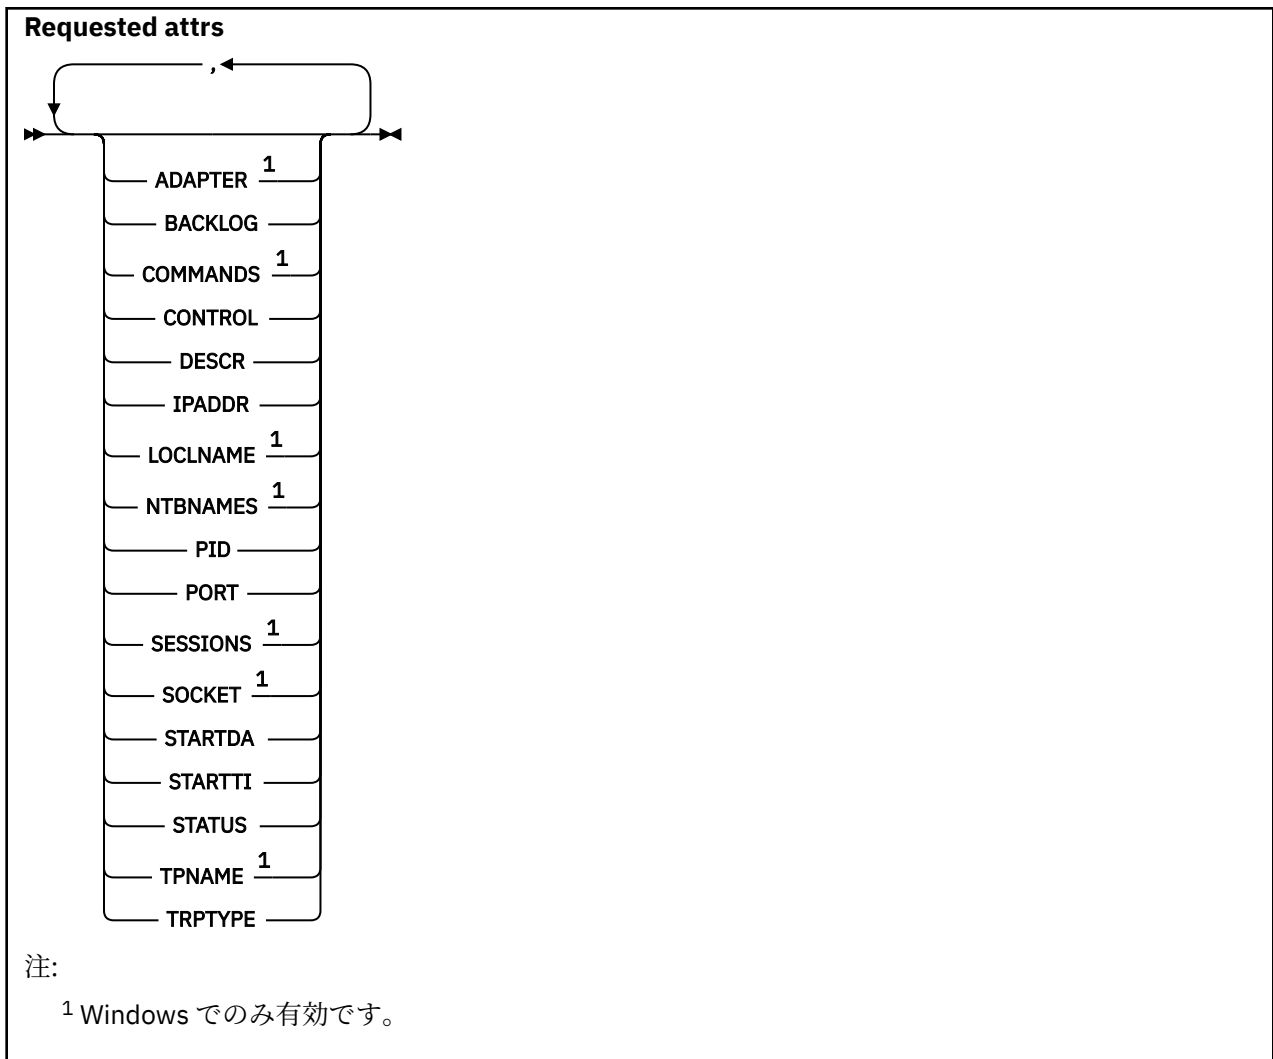 Requested attrs
,
ADAPTER 1
BACKLOG
COMMANDS 1
CONTROL
DESCR
IPADDR
LOCLNAME 1
NTBNAMES 1
PID
PORT
SESSIONS 1
SOCKET 1
STARTDA
STARTTI
STATUS
TPNAME 1
TRPTYPE
注:
1 Windows でのみ有効です。